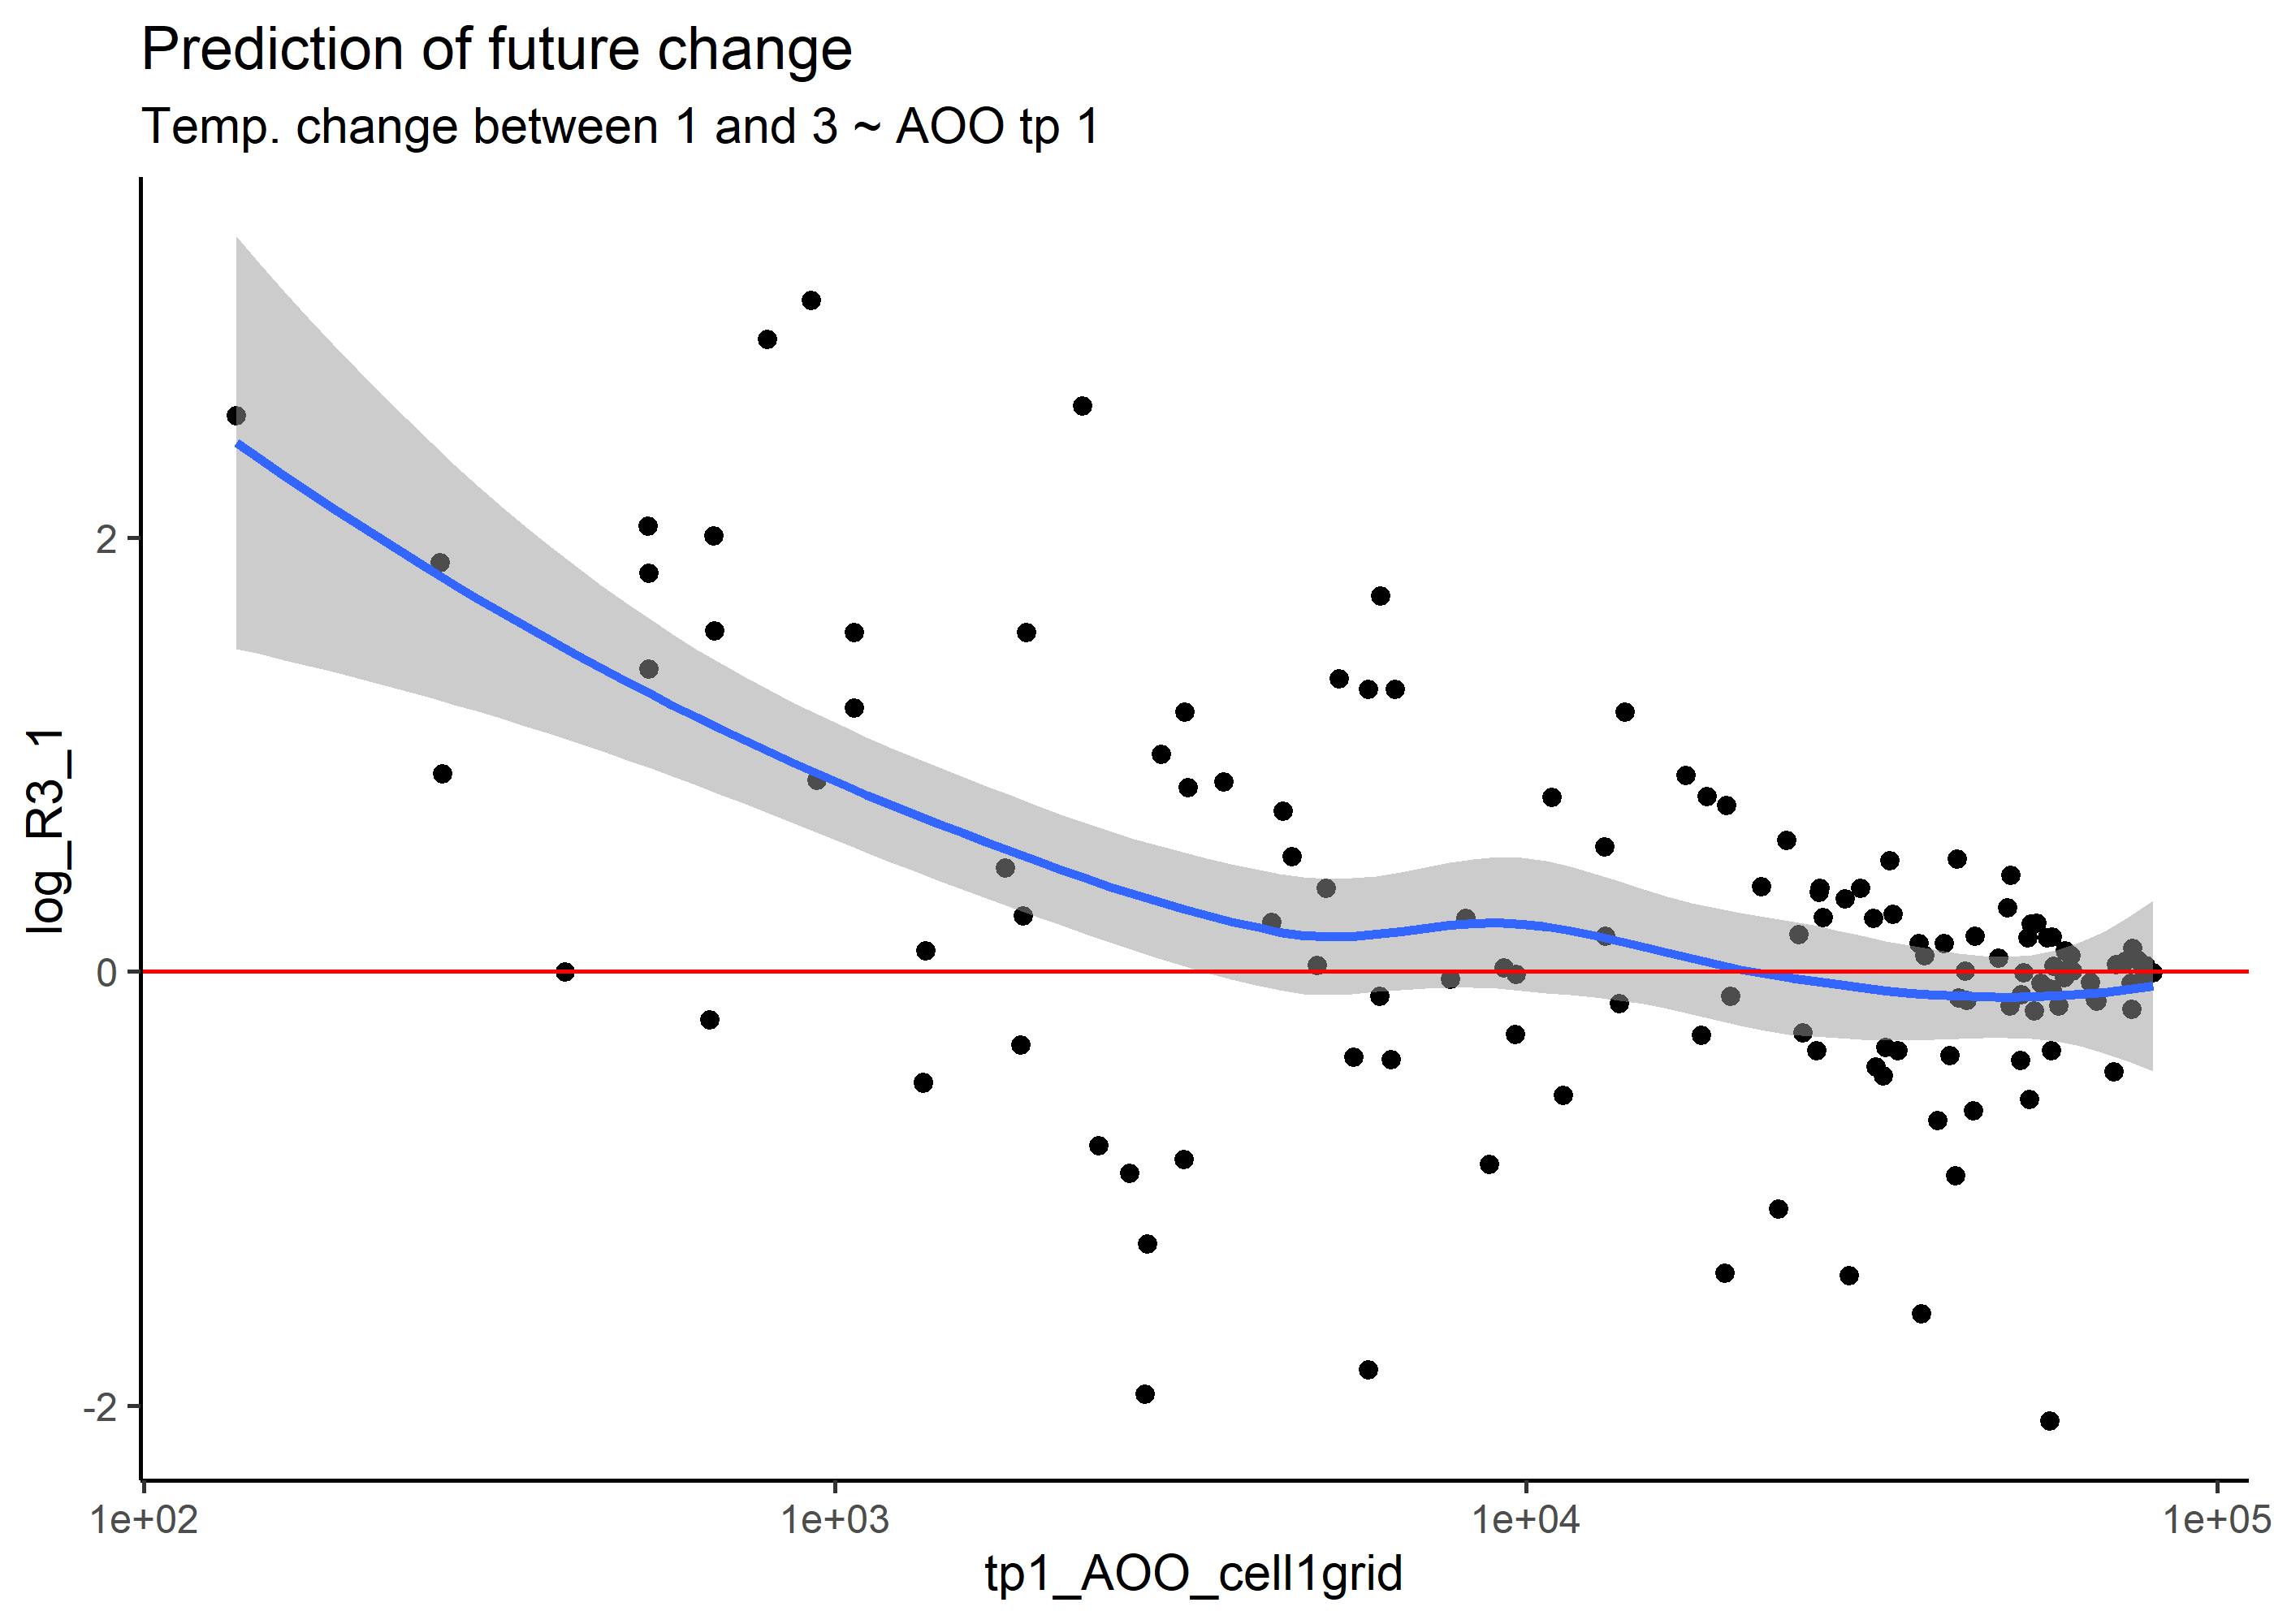 Prediction of future change
Temp. change between 1 and 3 ~ AOO tp 1
log_R3_1
2
0
-2
1e+02
1e+03
1e+04
1e+05
tp1_AOO_cell1grid